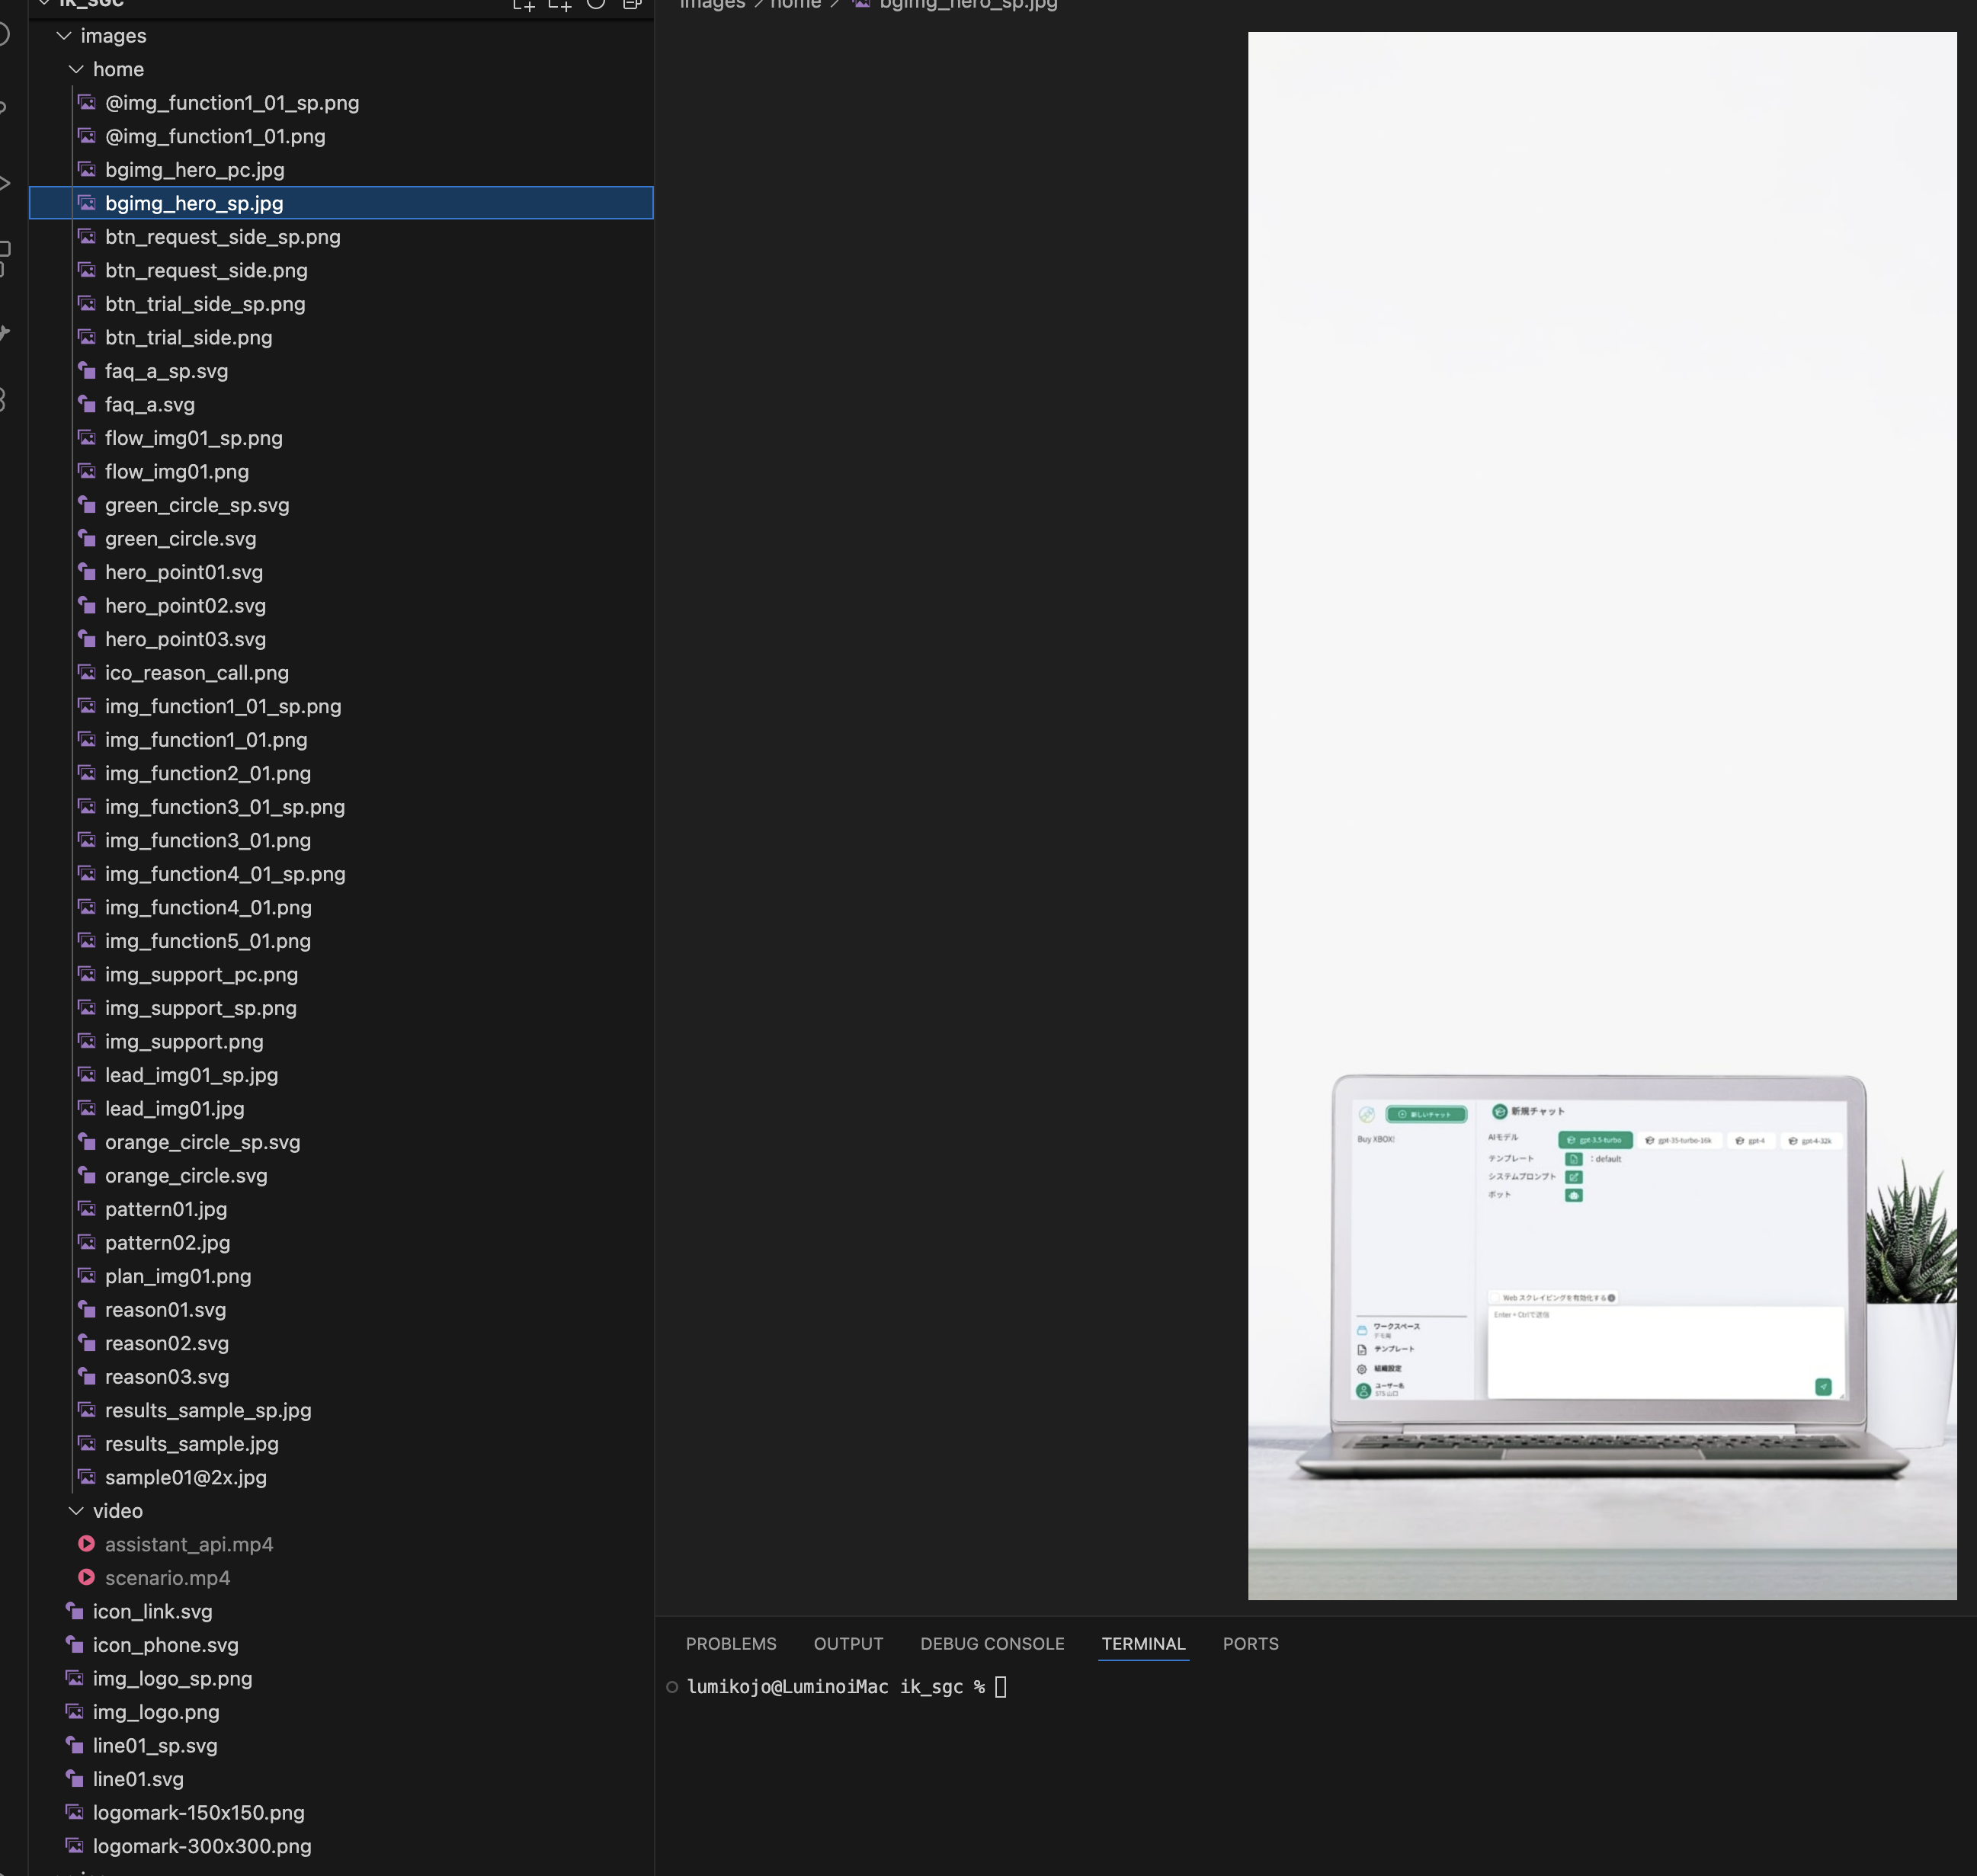 IK_SGC
images
home
@img_function1_01_sp.png
@img_function1_01.png
bgimg_hero_pc.jpg
bgimg_hero_sp.jpg
btn_request_side_sp.png
btn_request_side.png
btn_trial_side_sp.png
btn_trial_side.png
faq_a_sp.svg
faq_a.svg
flow_img01_sp.png
flow_img01.png
green_circle_sp.svg
green_circle.svg
hero_point01.svg
hero_point02.svg
hero_point03.svg
ico_reason_call.png
img_function1_01_sp.png
img_function1_01.png
img_function2_01.png
img_function3_01_sp.png
img_function3_01.png
img_function4_01_sp.png
img_function4_01.png
img_function5_01.png
img_support_pc.png
img_support_sp.png
img_support.png
lead_img01_sp.jpg
lead_img01.jpg
orange_circle_sp.svg
orange_circle.svg
pattern01.jpg
pattern02.jpg
plan_img01.png
reason01.svg
reason02.svg
reason03.svg
results_sample_sp.jpg
results_sample.jpg
sample01@2x.jpg
video
assistant_api.mp4
scenario.mp4
icon_link.svg
icon_phone.svg
img_logo_sp.png
img_logo.png
line01_sp.svg
line01.svg
logomark-150x150.png
logomark-300x300.png
images > home > bgimg_hero_sp.jpg
新しいチャット
Buy XBOX!
ワークスペース
デモ用
テンプレート
組織設定
ユーザー名
375 山口
新規チャット
AIモデル gpt-3.5-turbo gpt-35-turbo-16k gpt-4 gpt-4-32k
テンプレート : default
システムプロンプト
ボット
Web スクレイピングを有効化する
Enter + Ctrlで送信
PROBLEMS OUTPUT DEBUG CONSOLE TERMINAL PORTS
lumikojo@LuminoiMac ik_sgc %